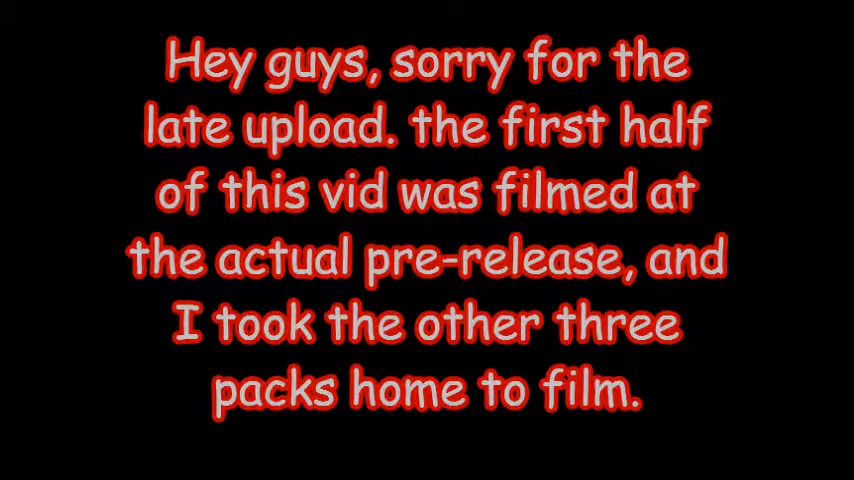 Hey guys, sorry for the
late upload. the first half
of this vid was filmed at
the actual pre-release, and
I took the other three
packs home to film.